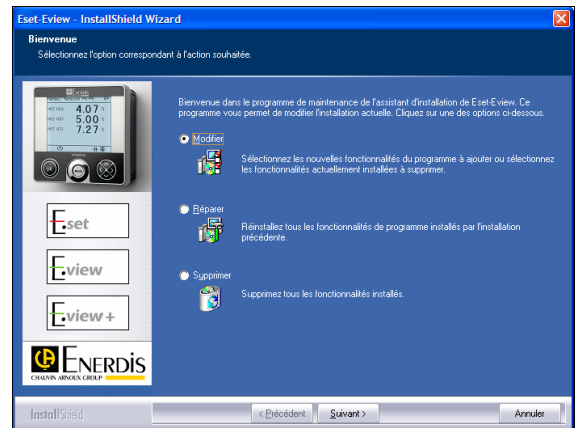 Eset-Eview - InstallShield Wizard
Bienvenue
Sélectionnez l'option correspondant à l'action souhaitée.
ENERDIS
4.07
5.00
7.27
Bienvenue dans le programme de maintenance de l'assistant d'installation de Eset-Eview. Ce
programme vous permet de modifier l'installation actuelle. Cliquez sur une des options ci-dessous.
Modifier
Sélectionnez les nouvelles fonctionnalités du programme à ajouter ou sélectionnez
les fonctionnalités actuellement installées à supprimer.
E.set
Réparer
Réinstallez tous les fonctionnalités de programme installés par l'installation
précédente.
E.view
Supprimer
Supprimez tous les fonctionnalités installés.
E.view+
ENERDIS
CHAUVIN ARNOUX GROUP
InstallShield
< Précédent
Suivant >
Annuler